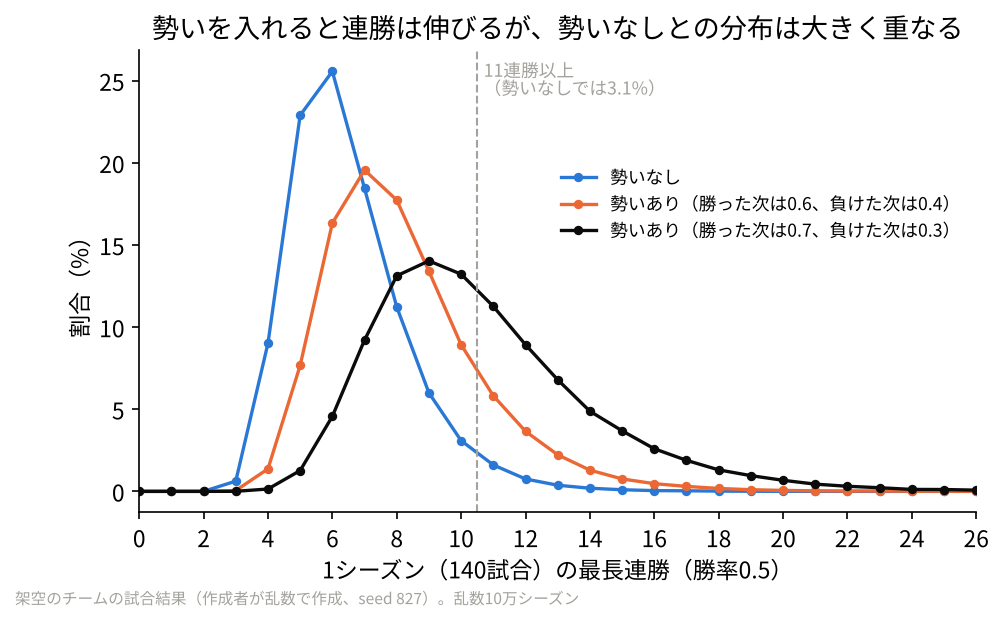 勢いを入れると連勝は伸びるが、勢いなしとの分布は大きく重なる
11連勝以上
（勢いなしでは3.1%）
勢いなし
勢いあり（勝った次は0.6、負けた次は0.4）
勢いあり（勝った次は0.7、負けた次は0.3）
割合（%）
25
20
15
10
5
0
0 2 4 6 8 10 12 14 16 18 20 22 24 26
1シーズン（140試合）の最長連勝（勝率0.5）
架空のチームの試合結果（作成者が乱数で作成、seed 827）。乱数10万シーズン